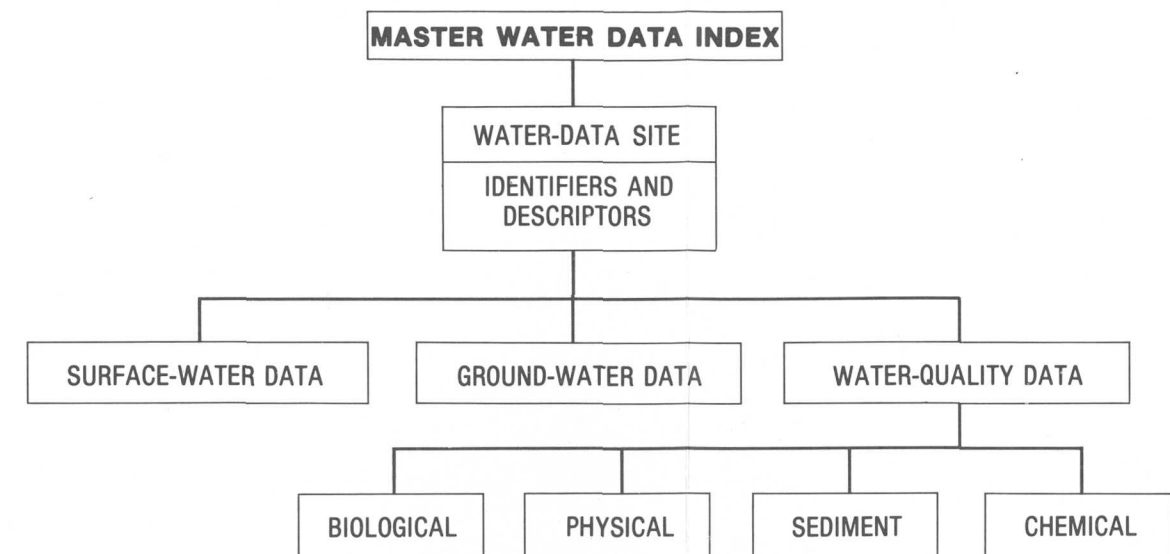 MASTER WATER DATA INDEX
WATER-DATA SITE
IDENTIFIERS AND
DESCRIPTORS
SURFACE-WATER DATA
GROUND-WATER DATA
WATER-QUALITY DATA
BIOLOGICAL
PHYSICAL
SEDIMENT
CHEMICAL